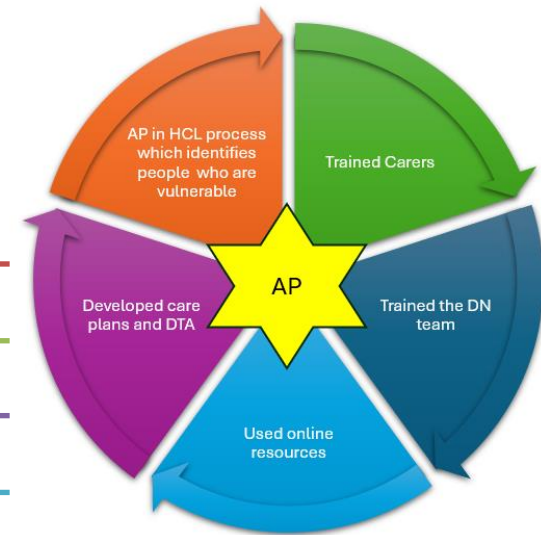 AP in HCL process
which identifies
people who are
vulnerable
Trained Carers
AP
Developed care
plans and DTA
Trained the DN
team
Used online
resources